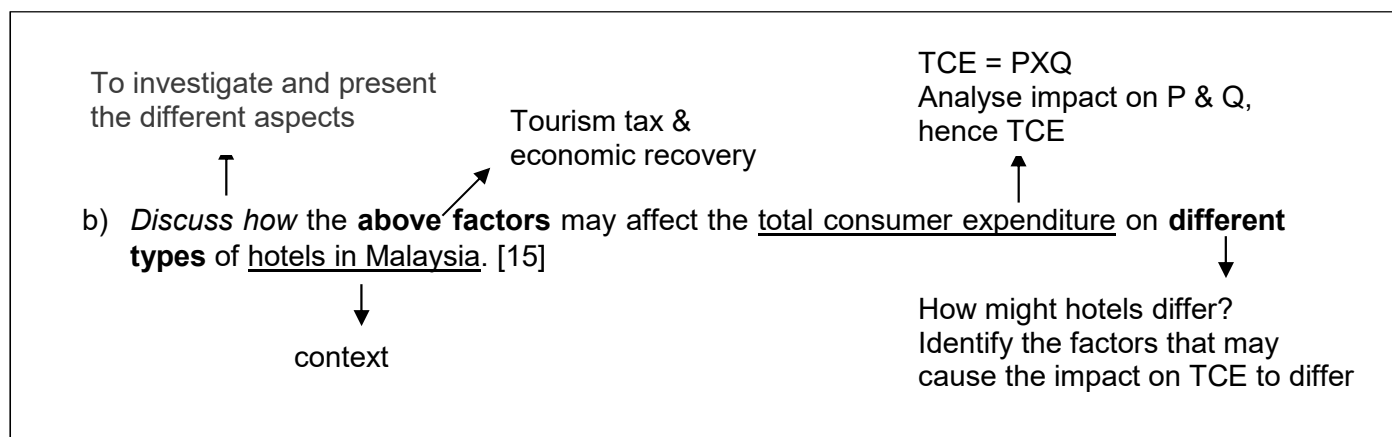 To investigate and present
the different aspects
Tourism tax &
economic recovery
TCE = PXQ
Analyse impact on P & Q,
hence TCE
b) Discuss how the above factors may affect the total consumer expenditure on different
types of hotels in Malaysia. [15]
context
How might hotels differ?
Identify the factors that may
cause the impact on TCE to differ